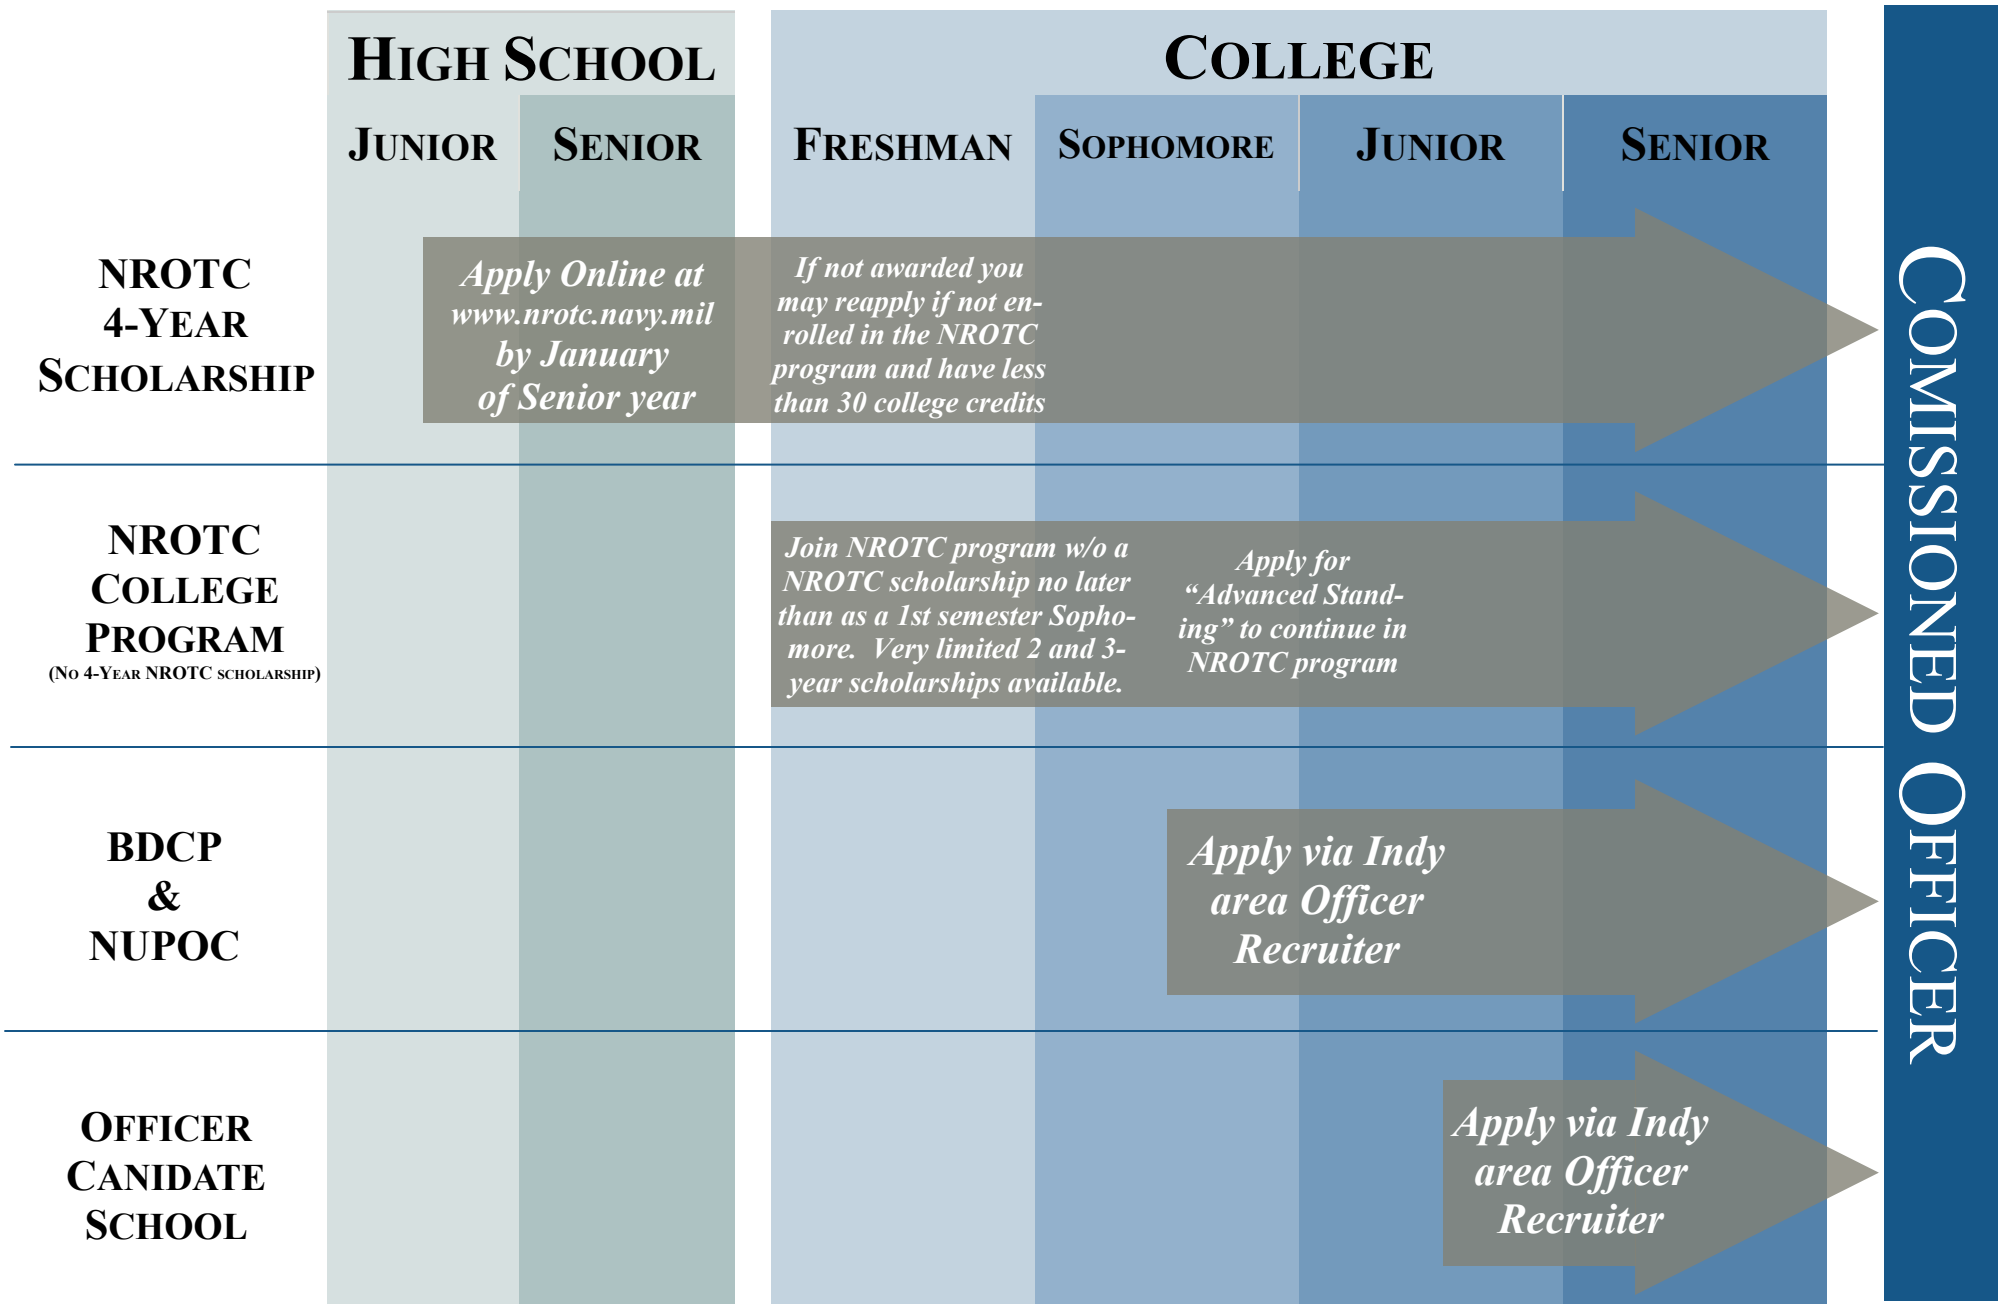 HIGH SCHOOL
COLLEGE
JUNIOR
SENIOR
FRESHMAN
SOPHOMORE
JUNIOR
SENIOR
NROTC
4-YEAR
SCHOLARSHIP
Apply Online at
www.nrotc.navy.mil
by January
of Senior year
If not awarded you
may reapply if not en-
rolled in the NROTC
program and have less
than 30 college credits
NROTC
COLLEGE
PROGRAM
(NO 4-YEAR NROTC SCHOLARSHIP)
Join NROTC program w/o a
NROTC scholarship no later
than as a 1st semester Sopho-
more.  Very limited 2 and 3-
year scholarships available.
Apply for
“Advanced Stand-
ing” to continue in
NROTC program
BDCP
&
NUPOC
Apply via Indy
area Officer
Recruiter
OFFICER
CANIDATE
SCHOOL
Apply via Indy
area Officer
Recruiter
COMISSIONED OFFICER